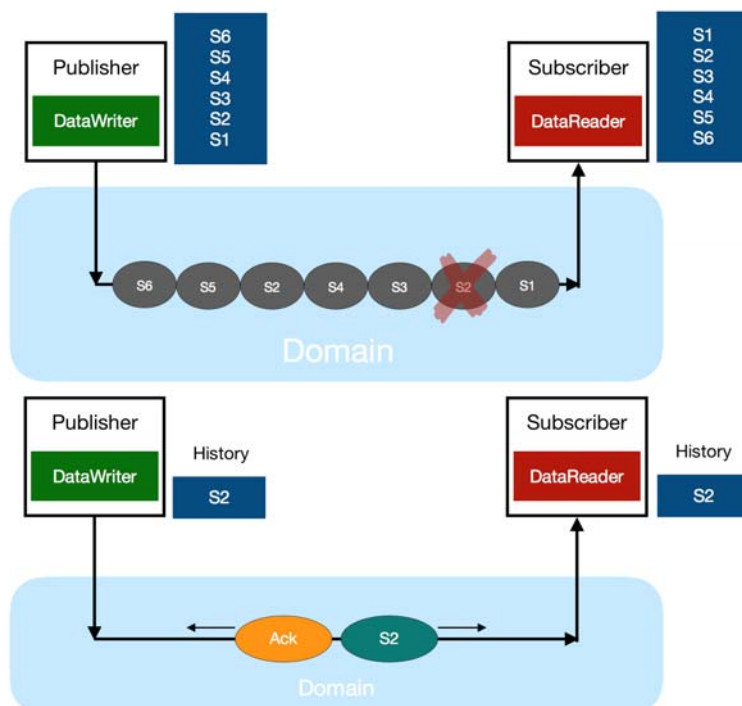 Publisher
DataWriter
S6
S5
S4
S3
S2
S1
Subscriber
DataReader
S1
S2
S3
S4
S5
S6
S6 S5 S2 S4 S3 S2 S1
Domain
Publisher
DataWriter
History
S2
Subscriber
DataReader
History
S2
Ack S2
Domain